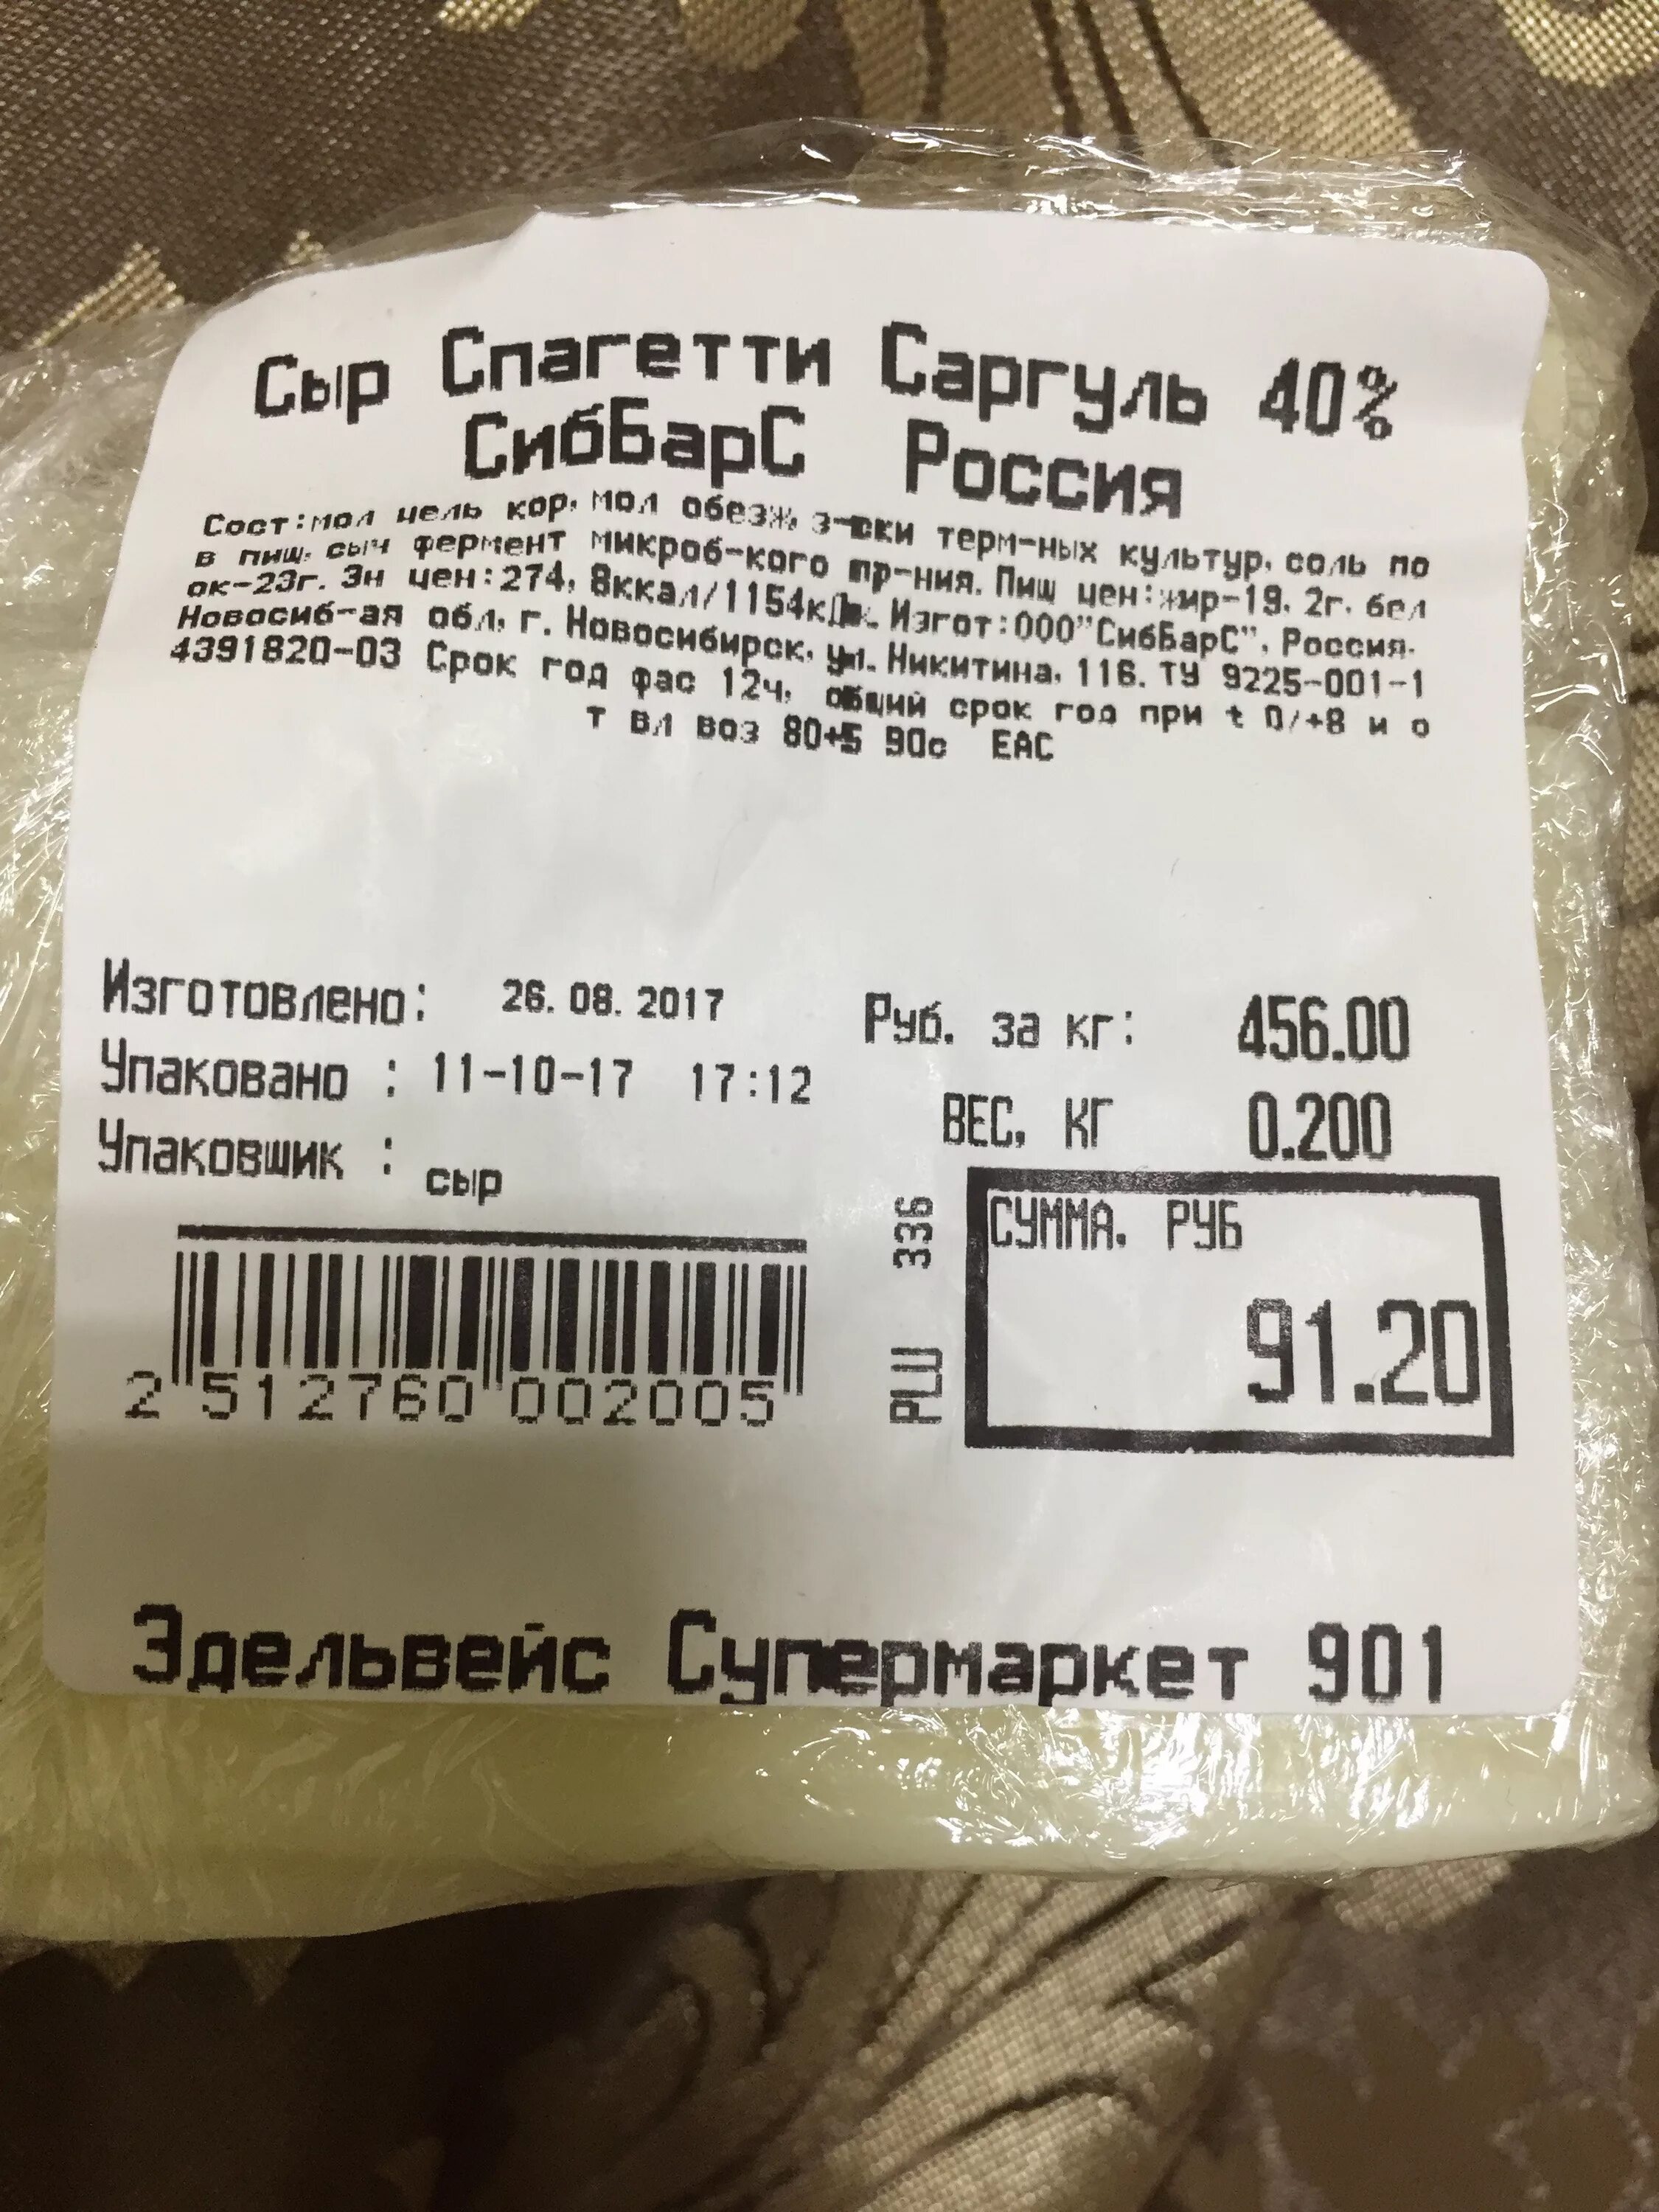 Сыр Спагетти Саргуль 40%
СибБарС Россия
Сост:мол цель кор, мол обезж, з-ски терм-ных культур, соль по
в пищ, сыч фермент микроб-кого пр-ния. Пищ цен:жир-19, 2г, бел
ок-23г. Эн цен:274, 8ккал/1154кДж. Изгот:ООО"СибБарС", Россия,
Новосиб-ая обл, г. Новосибирск, ул. Никитина, 116. ТУ 9225-001-1
4391820-03 Срок год фас 12ч, общий срок год при t 0/+8 и о
т вл воз 80+5 90с ЕАС
Изготовлено: 26.08.2017
Руб. за кг: 456.00
Упаковано : 11-10-17 17:12
ВЕС, КГ 0.200
Упаковщик : сыр
PLU 336
СУММА, РУБ
91.20
2 512760 002005
Эдельвейс Супермаркет 901